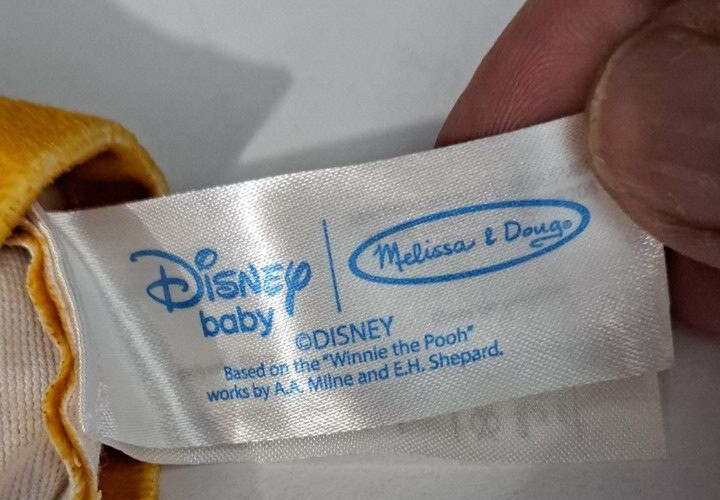 Disney baby
Melissa & Doug®
©DISNEY
Based on the "Winnie the Pooh"
works by A.A. Milne and E.H. Shepard.